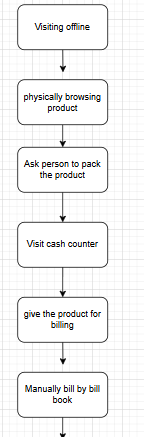 Visiting offline
physically browsing
product
Ask person to pack
the product
Visit cash counter
give the product for
billing
Manually bill by bill
book